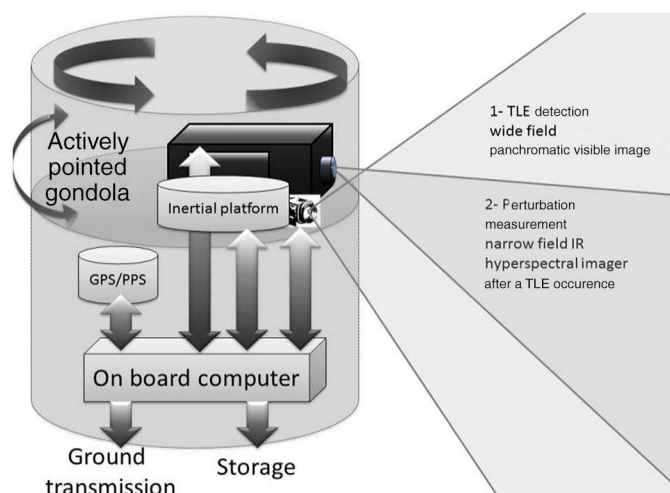 1- TLE detection
wide field
panchromatic visible image
Actively
pointed
gondola
Inertial platform
2- Perturbation
measurement
narrow field IR
hyperspectral imager
after a TLE occurence
GPS/PPS
On board computer
Ground
transmission
Storage